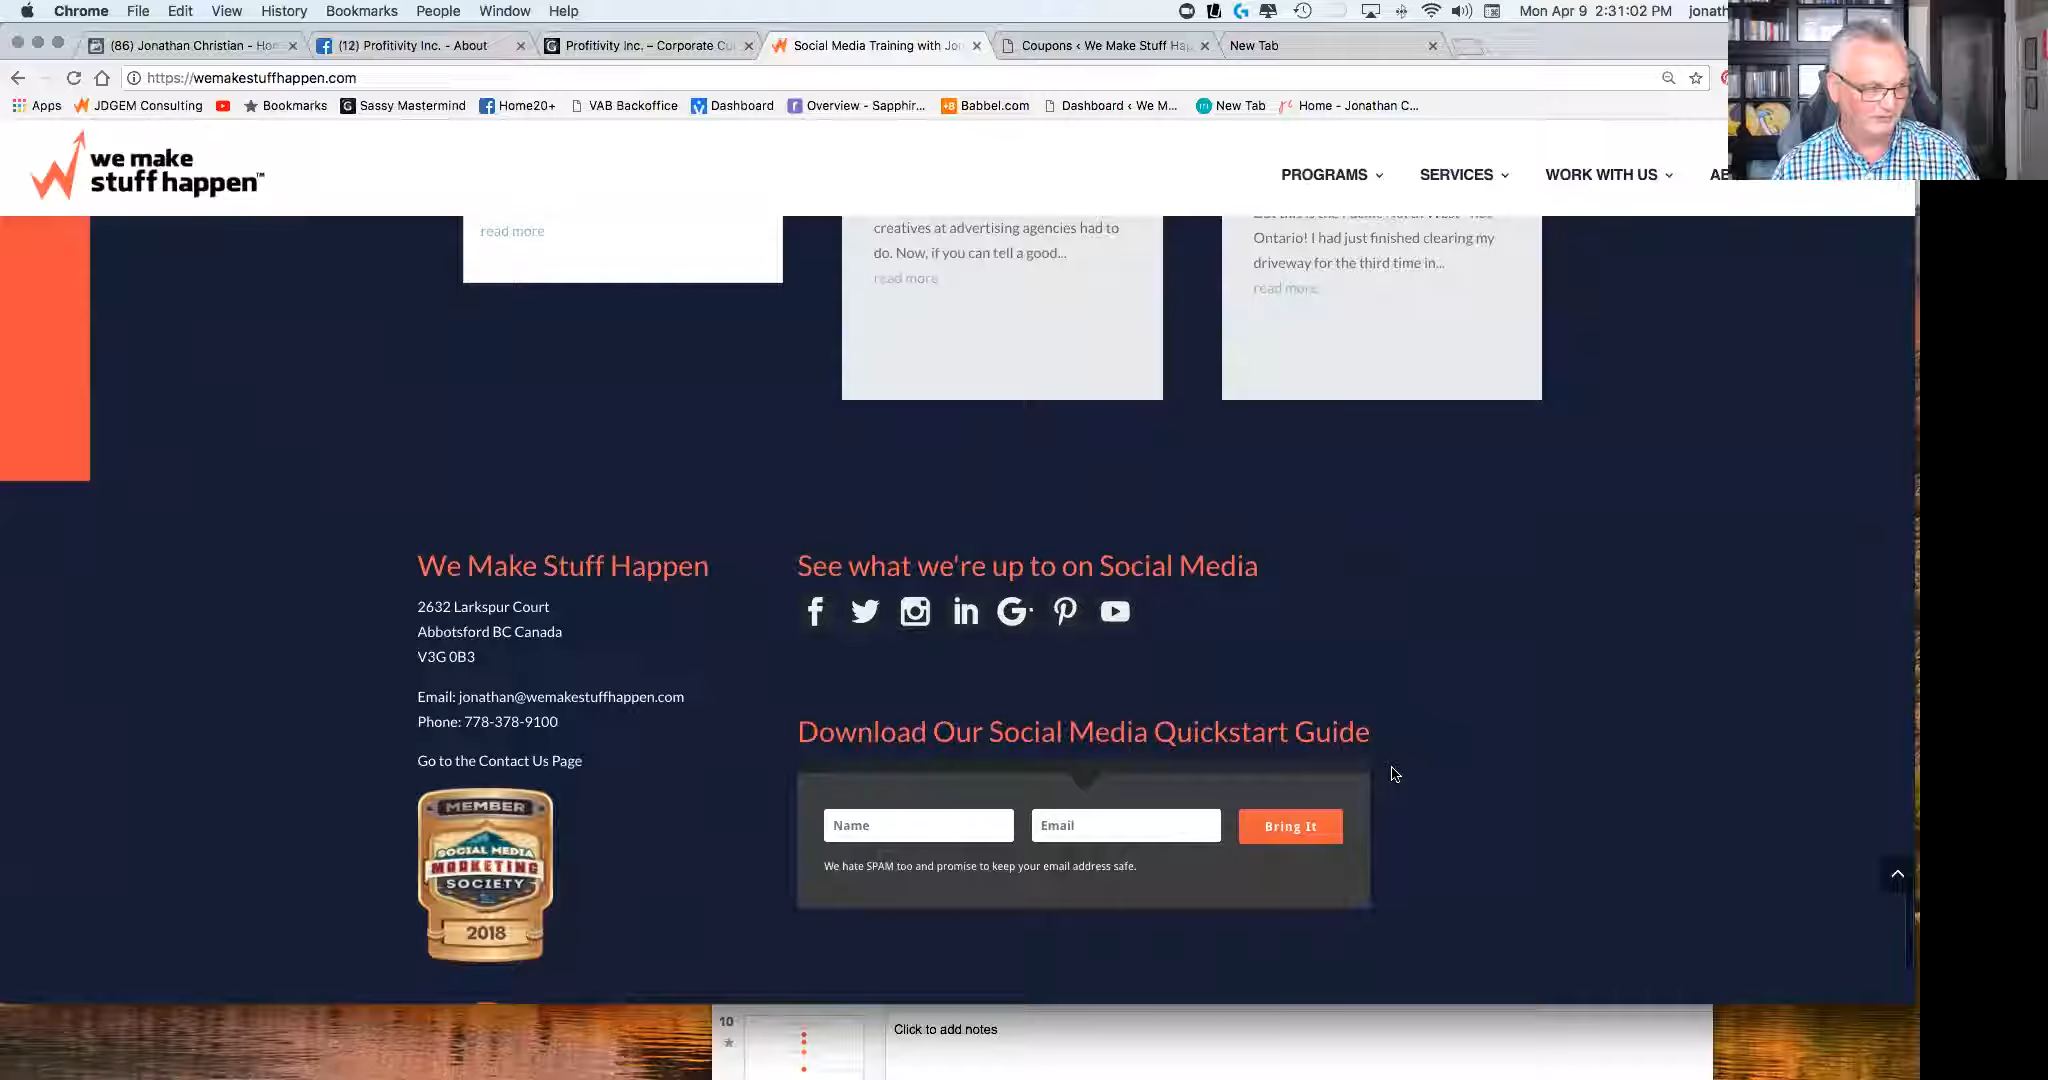 Chrome File Edit View History Bookmarks People Window Help
Mon Apr 9 2:31:02 PM jonath
(86) Jonathan Christian - Ho
(12) Profitivity Inc. - About
Profitivity Inc. – Corporate Cu
Social Media Training with Jo
Coupons ‹ We Make Stuff Ha
New Tab
https://wemakestuffhappen.com
Apps JDGEM Consulting Bookmarks Sassy Mastermind Home20+ VAB Backoffice Dashboard Overview - Sapphir... Babbel.com Dashboard ‹ We M... New Tab Home - Jonathan C...
we make
stuff happen™
PROGRAMS SERVICES WORK WITH US AB
read more
creatives at advertising agencies had to
do. Now, if you can tell a good...
read more
Ontario! I had just finished clearing my
driveway for the third time in...
read more
We Make Stuff Happen
2632 Larkspur Court
Abbotsford BC Canada
V3G 0B3
Email: jonathan@wemakestuffhappen.com
Phone: 778-378-9100
Go to the Contact Us Page
MEMBER
SOCIAL MEDIA
MARKETING
SOCIETY
2018
See what we're up to on Social Media
Download Our Social Media Quickstart Guide
Name
Email
Bring It
We hate SPAM too and promise to keep your email address safe.
10
Click to add notes